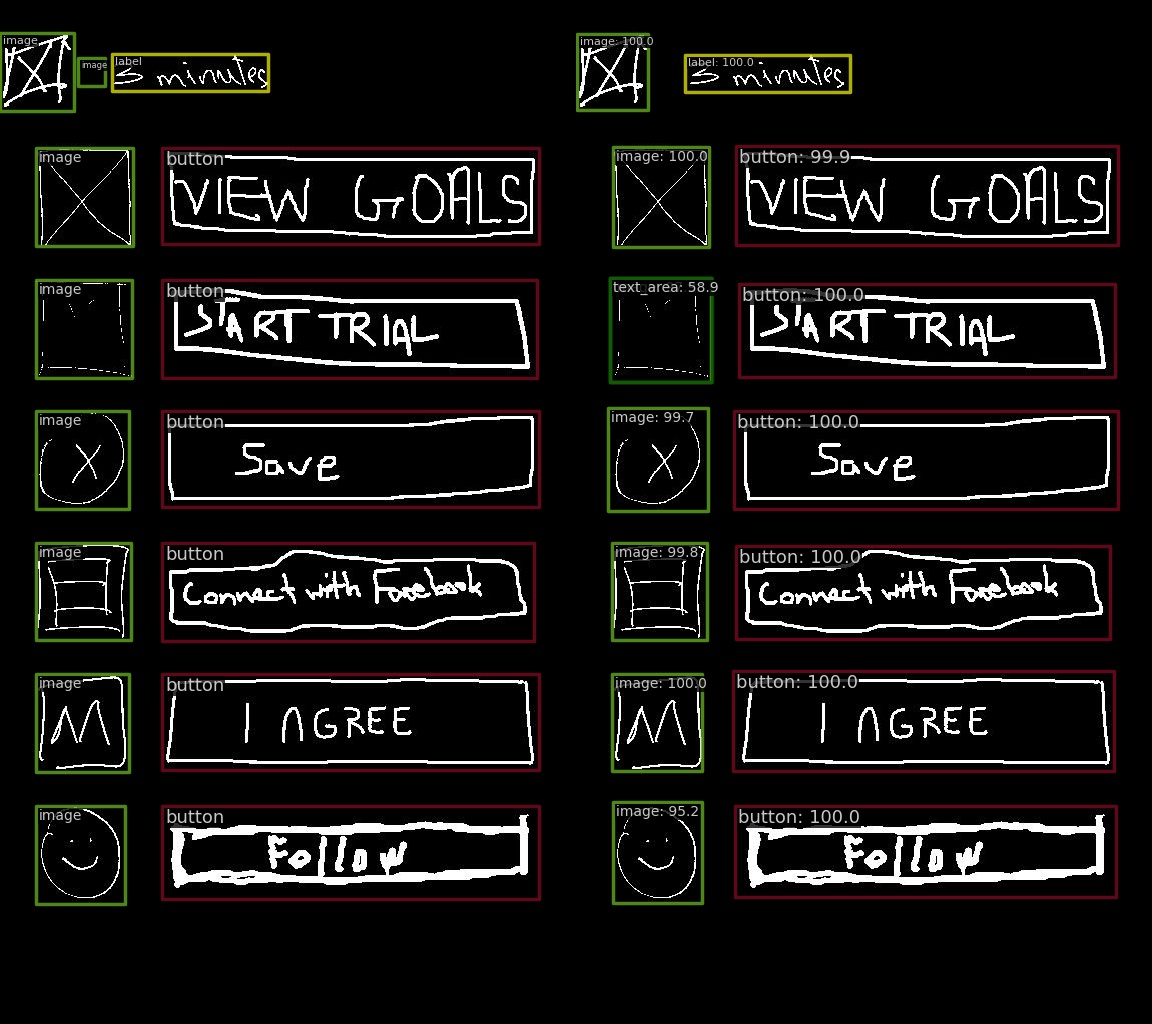 image image: 100.0
image label label: 100.0
5 minutes 5 minutes
image button image: 100.0 button: 99.9
VIEW GOALS VIEW GOALS
image button text_area: 58.9 button: 100.0
START TRIAL START TRIAL
image button image: 99.7 button: 100.0
X Save X Save
image button image: 99.8 button: 100.0
Connect with Facebook Connect with Facebook
image button image: 100.0 button: 100.0
I AGREE I AGREE
image button image: 95.2 button: 100.0
Follow Follow